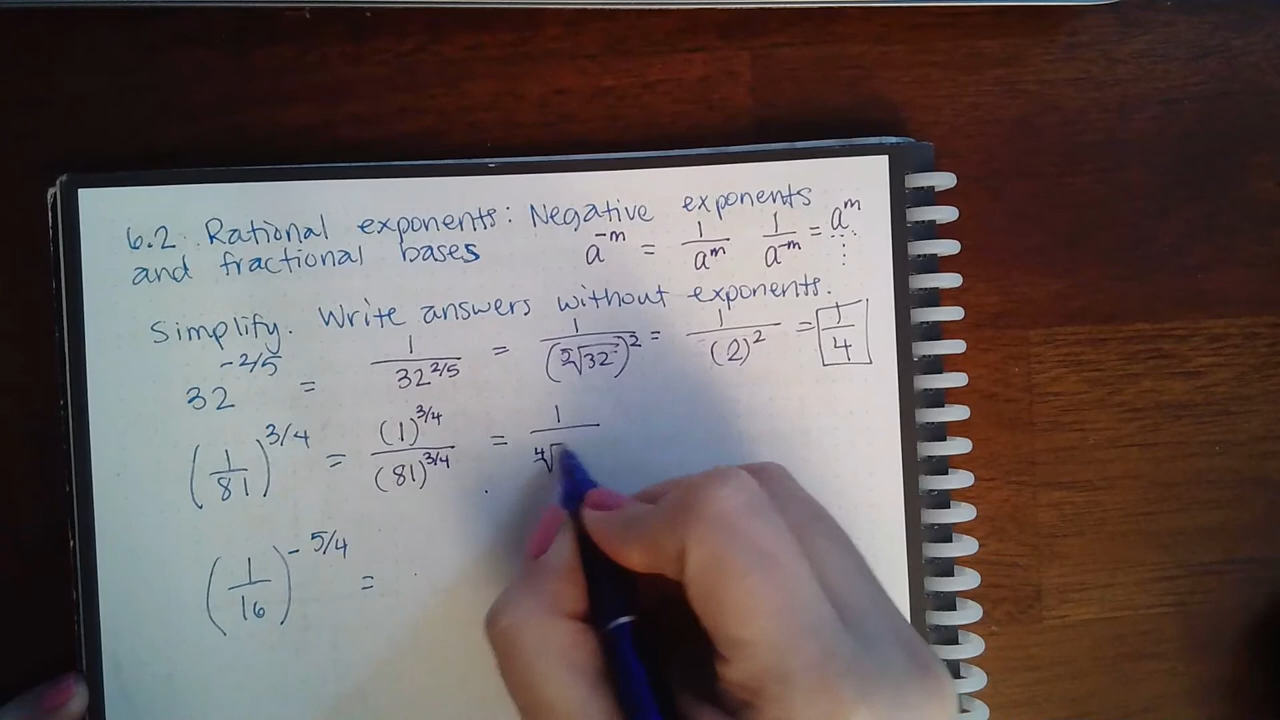 6.2 Rational exponents: Negative exponents
and fractional bases a^{-m} = 1/a^m 1/a^{-m} = a^m
Simplify. Write answers without exponents.
32^{-2/5} = 1/32^{2/5} = 1/(⁵√32)^2 = 1/(2)^2 = 1/4
(1/81)^{3/4} = (1)^{3/4}/(81)^{3/4} = 1/⁴√
(1/16)^{-5/4} =